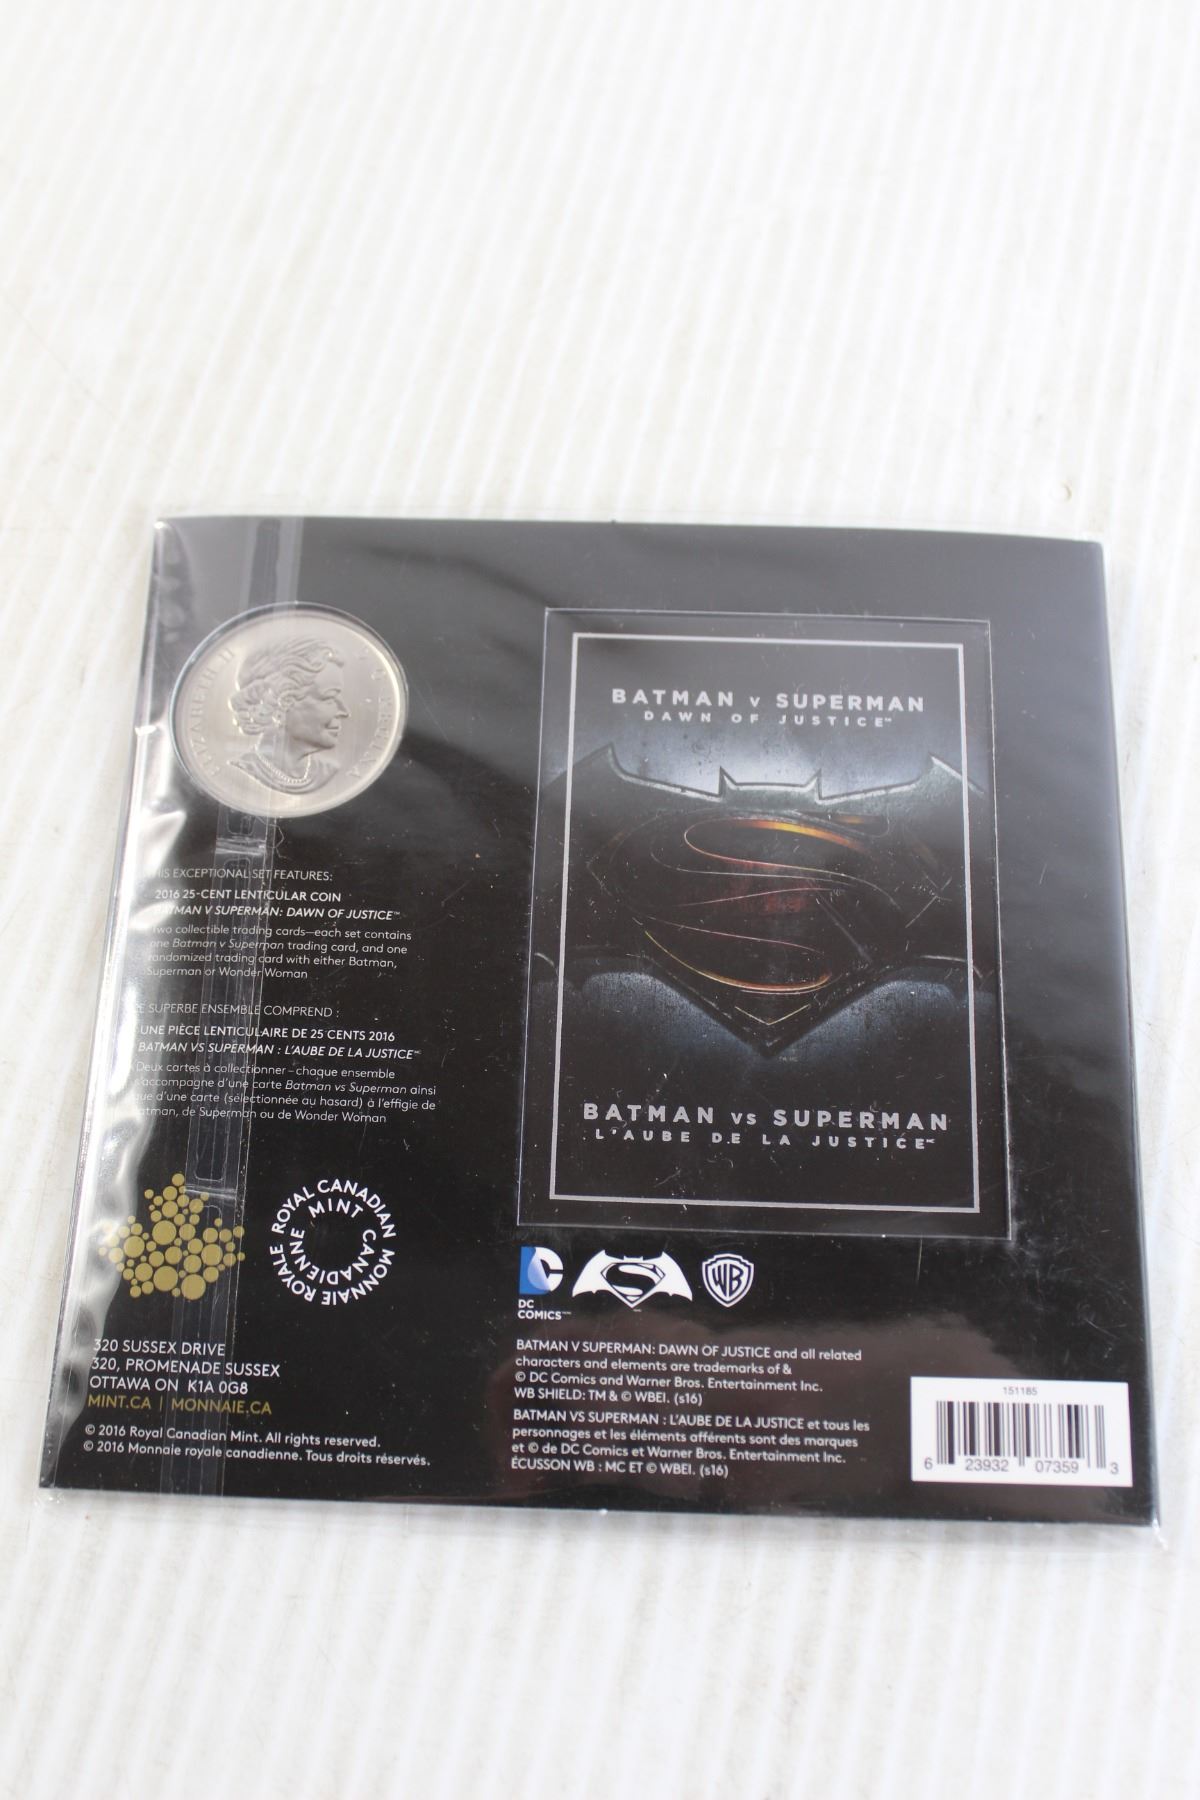 ELIZABETH II
BATMAN v SUPERMAN
DAWN OF JUSTICE™
HIS EXCEPTIONAL SET FEATURES:
2016 25-CENT LENTICULAR COIN
BATMAN V SUPERMAN: DAWN OF JUSTICE™
Two collectible trading cards—each set contains
one Batman v Superman trading card, and one
randomized trading card with either Batman,
Superman or Wonder Woman
E SUPERBE ENSEMBLE COMPREND :
UNE PIÈCE LENTICULAIRE DE 25 CENTS 2016
BATMAN VS SUPERMAN : L'AUBE DE LA JUSTICE™
Deux cartes à collectionner – chaque ensemble
s'accompagne d'une carte Batman vs Superman ainsi
que d'une carte (sélectionnée au hasard) à l'effigie de
atman, de Superman ou de Wonder Woman
BATMAN vs SUPERMAN
L'AUBE DE LA JUSTICE MC
ROYAL CANADIAN MINT
MONNAIE ROYALE CANADIENNE
320 SUSSEX DRIVE
320, PROMENADE SUSSEX
OTTAWA ON K1A 0G8
MINT.CA | MONNAIE.CA
© 2016 Royal Canadian Mint. All rights reserved.
© 2016 Monnaie royale canadienne. Tous droits réservés.
DC
COMICS™
S
WB
BATMAN V SUPERMAN: DAWN OF JUSTICE and all related
characters and elements are trademarks of &
© DC Comics and Warner Bros. Entertainment Inc.
WB SHIELD: TM & © WBEI. (s16)
BATMAN VS SUPERMAN : L'AUBE DE LA JUSTICE et tous les
personnages et les éléments afférents sont des marques
et © de DC Comics et Warner Bros. Entertainment Inc.
ÉCUSSON WB : MC ET © WBEI. (s16)
151185
6 23932 07359 3